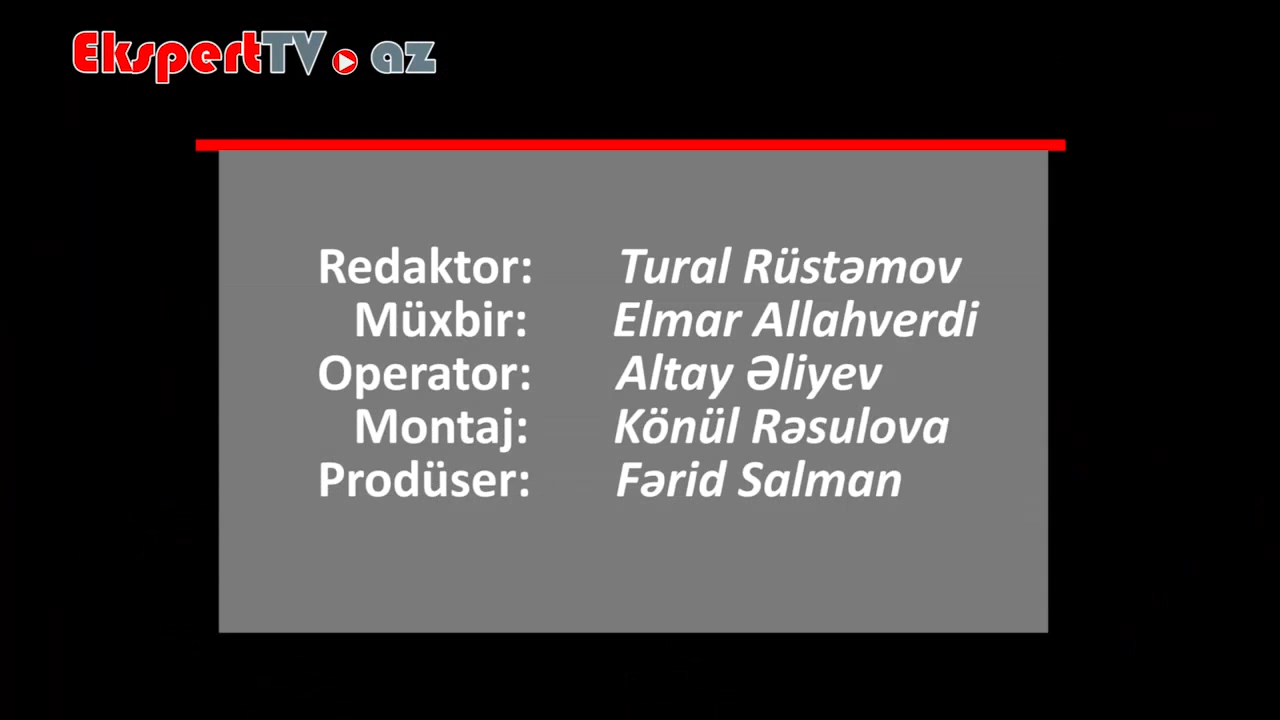 EkspertTV.az
Redaktor: Tural Rüstəmov
Müxbir: Elmar Allahverdi
Operator: Altay Əliyev
Montaj: Könül Rəsulova
Prodüser: Fərid Salman